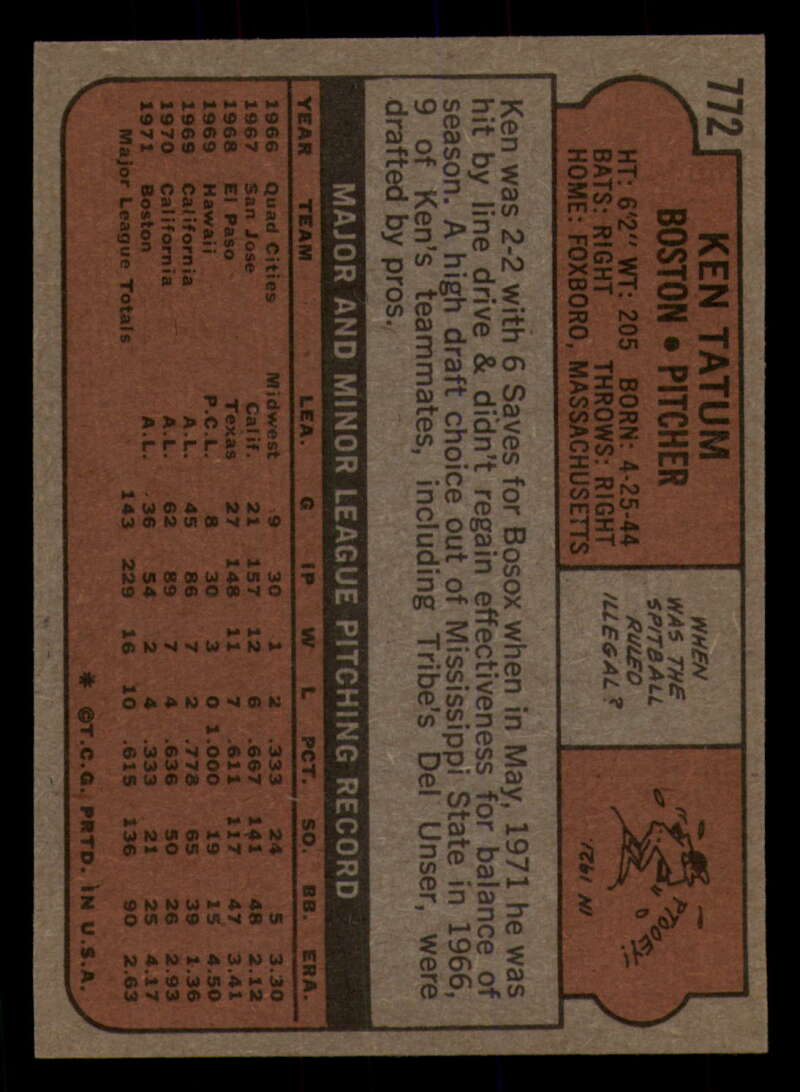 772
KEN TATUM
BOSTON • PITCHER
HT: 6'2" WT: 205 BORN: 4-25-44
BATS: RIGHT THROWS: RIGHT
HOME: FOXBORO, MASSACHUSETTS
WHEN
WAS THE
SPITBALL
RULED
ILLEGAL?
"PTOOEY!!
IN 1921.
Ken was 2-2 with 6 Saves for Bosox when in May, 1971 he was
hit by line drive & didn't regain effectiveness for balance of
season. A high draft choice out of Mississippi State in 1966,
9 of Ken's teammates, including Tribe's Del Unser, were
drafted by pros.
MAJOR AND MINOR LEAGUE PITCHING RECORD
YEAR TEAM LEA. G IP W L PCT. SO. BB. ERA.
1966 Quad Cities Midwest 9 30 1 2 .333 24 5 3.30
1967 San Jose Calif. 21 157 12 6 .667 141 48 2.12
1968 El Paso Texas 27 148 11 7 .611 117 47 3.41
1969 Hawaii P.C.L. 8 30 3 0 1.000 19 15 4.50
1969 California A.L. 45 86 7 2 .778 65 39 1.36
1970 California A.L. 62 89 7 4 .636 50 26 2.93
1971 Boston A.L. 36 54 2 4 .333 21 25 4.17
Major League Totals 143 229 16 10 .615 136 90 2.63
* ©T.C.G. PRTD. IN U.S.A.